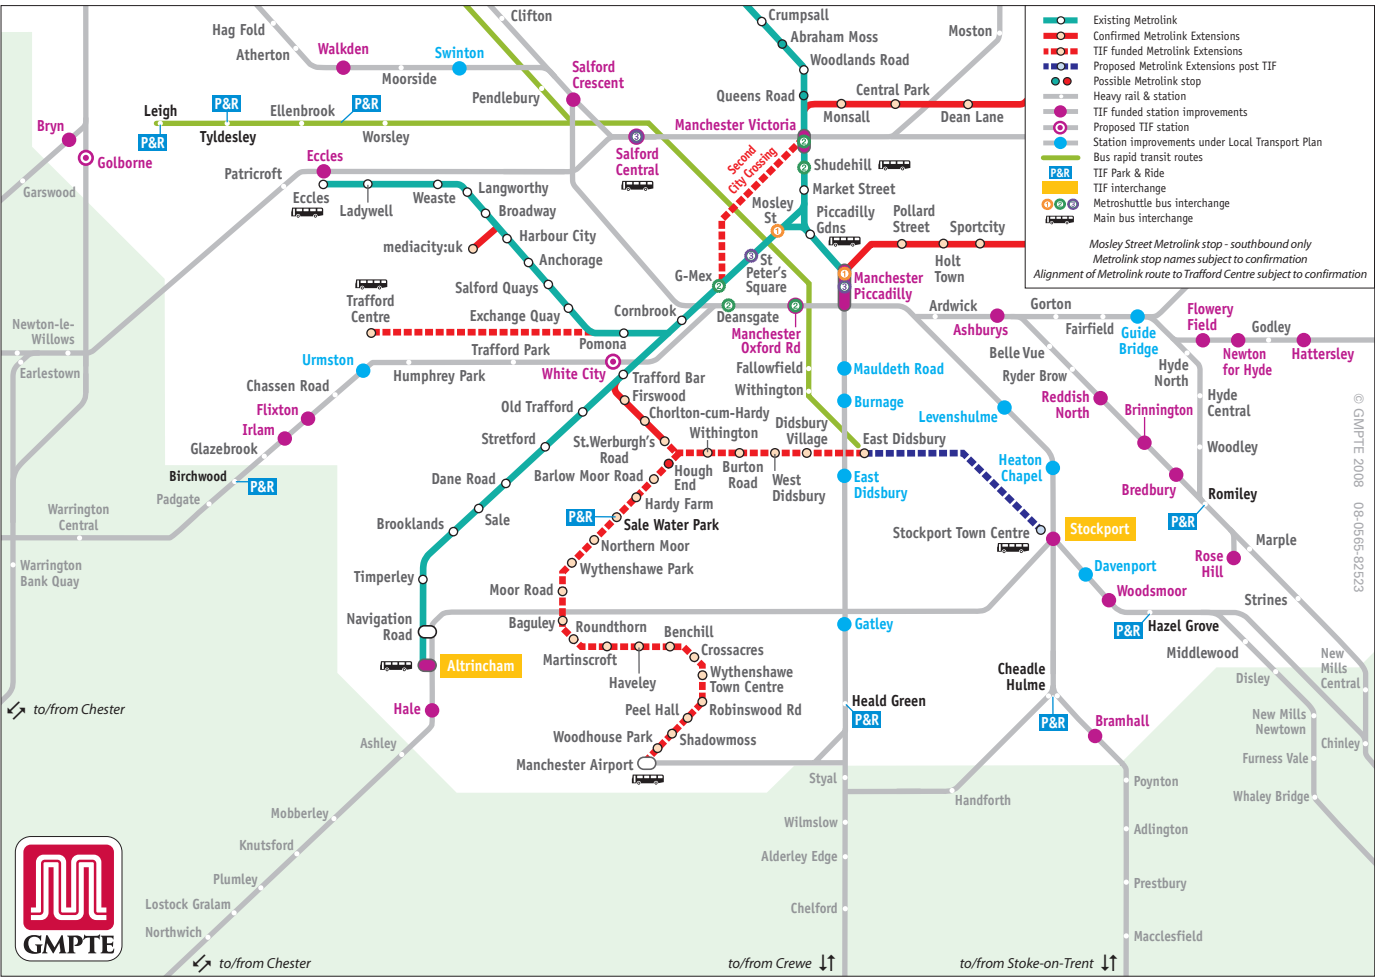 Clifton
Crumpsall
Hag Fold
Abraham Moss
Moston
Atherton
Walkden
Swinton
Woodlands Road
Moorside
Salford
Crescent
Pendlebury
Queens Road
Central Park
Monsall
Dean Lane
Leigh
P&R
Ellenbrook
P&R
P&R
Tyldesley
Worsley
Manchester Victoria
Bryn
Golborne
Salford
Central
3
2
Second
City Crossing
Shudehill
2
Patricroft
Eccles
Garswood
Eccles
Ladywell
Weaste
Langworthy
Broadway
Market Street
Mosley
St
1
Piccadilly
Gdns
Pollard
Street
Sportcity
mediacity:uk
Harbour City
Anchorage
Holt
Town
St
Peter's
Square
3
G-Mex
2
Salford Quays
Manchester
Piccadilly
1
3
Trafford
Centre
Exchange Quay
Cornbrook
Deansgate
2
2
Manchester
Oxford Rd
Pomona
Ardwick
Ashburys
Gorton
Fairfield
Guide
Bridge
Flowery
Field
Godley
Newton
for Hyde
Hattersley
Newton-le-
Willows
Earlestown
Urmston
Trafford Park
Humphrey Park
White City
Fallowfield
Withington
Mauldeth Road
Belle Vue
Ryder Brow
Hyde
North
Hyde
Central
Chassen Road
Trafford Bar
Firswood
Chorlton-cum-Hardy
Old Trafford
Burnage
Levenshulme
Reddish
North
Brinnington
Flixton
Irlam
Glazebrook
Stretford
St.Werburgh's
Road
Withington
Didsbury
Village
East Didsbury
Woodley
Birchwood
P&R
Padgate
Dane Road
Barlow Moor Road
Hough
End
Burton
Road
West
Didsbury
East
Didsbury
Heaton
Chapel
Bredbury
Romiley
P&R
Hardy Farm
Sale
P&R
Sale Water Park
Warrington
Central
Brooklands
Northern Moor
Stockport Town Centre
Stockport
Marple
Rose
Hill
Warrington
Bank Quay
Timperley
Wythenshawe Park
Davenport
Woodsmoor
Moor Road
Strines
Navigation
Road
Baguley
Roundthorn
Benchill
Gatley
P&R
Hazel Grove
Altrincham
Martinscroft
Haveley
Crossacres
Wythenshawe
Town Centre
Middlewood
Disley
New
Mills
Central
Cheadle
Hulme
P&R
Hale
Peel Hall
Robinswood Rd
Heald Green
P&R
Bramhall
New Mills
Newtown
Chinley
to/from Chester
Ashley
Woodhouse Park
Shadowmoss
Manchester Airport
Furness Vale
Styal
Handforth
Poynton
Whaley Bridge
Mobberley
Wilmslow
Adlington
Knutsford
Alderley Edge
Plumley
Prestbury
Lostock Gralam
Chelford
Northwich
Macclesfield
GMPTE
to/from Chester
to/from Crewe
to/from Stoke-on-Trent
Existing Metrolink
Confirmed Metrolink Extensions
TIF funded Metrolink Extensions
Proposed Metrolink Extensions post TIF
Possible Metrolink stop
Heavy rail & station
TIF funded station improvements
Proposed TIF station
Station improvements under Local Transport Plan
Bus rapid transit routes
P&R TIF Park & Ride
TIF interchange
1 2 3 Metroshuttle bus interchange
Main bus interchange
Mosley Street Metrolink stop - southbound only
Metrolink stop names subject to confirmation
Alignment of Metrolink route to Trafford Centre subject to confirmation
© GMPTE 2008 08-0565-82523